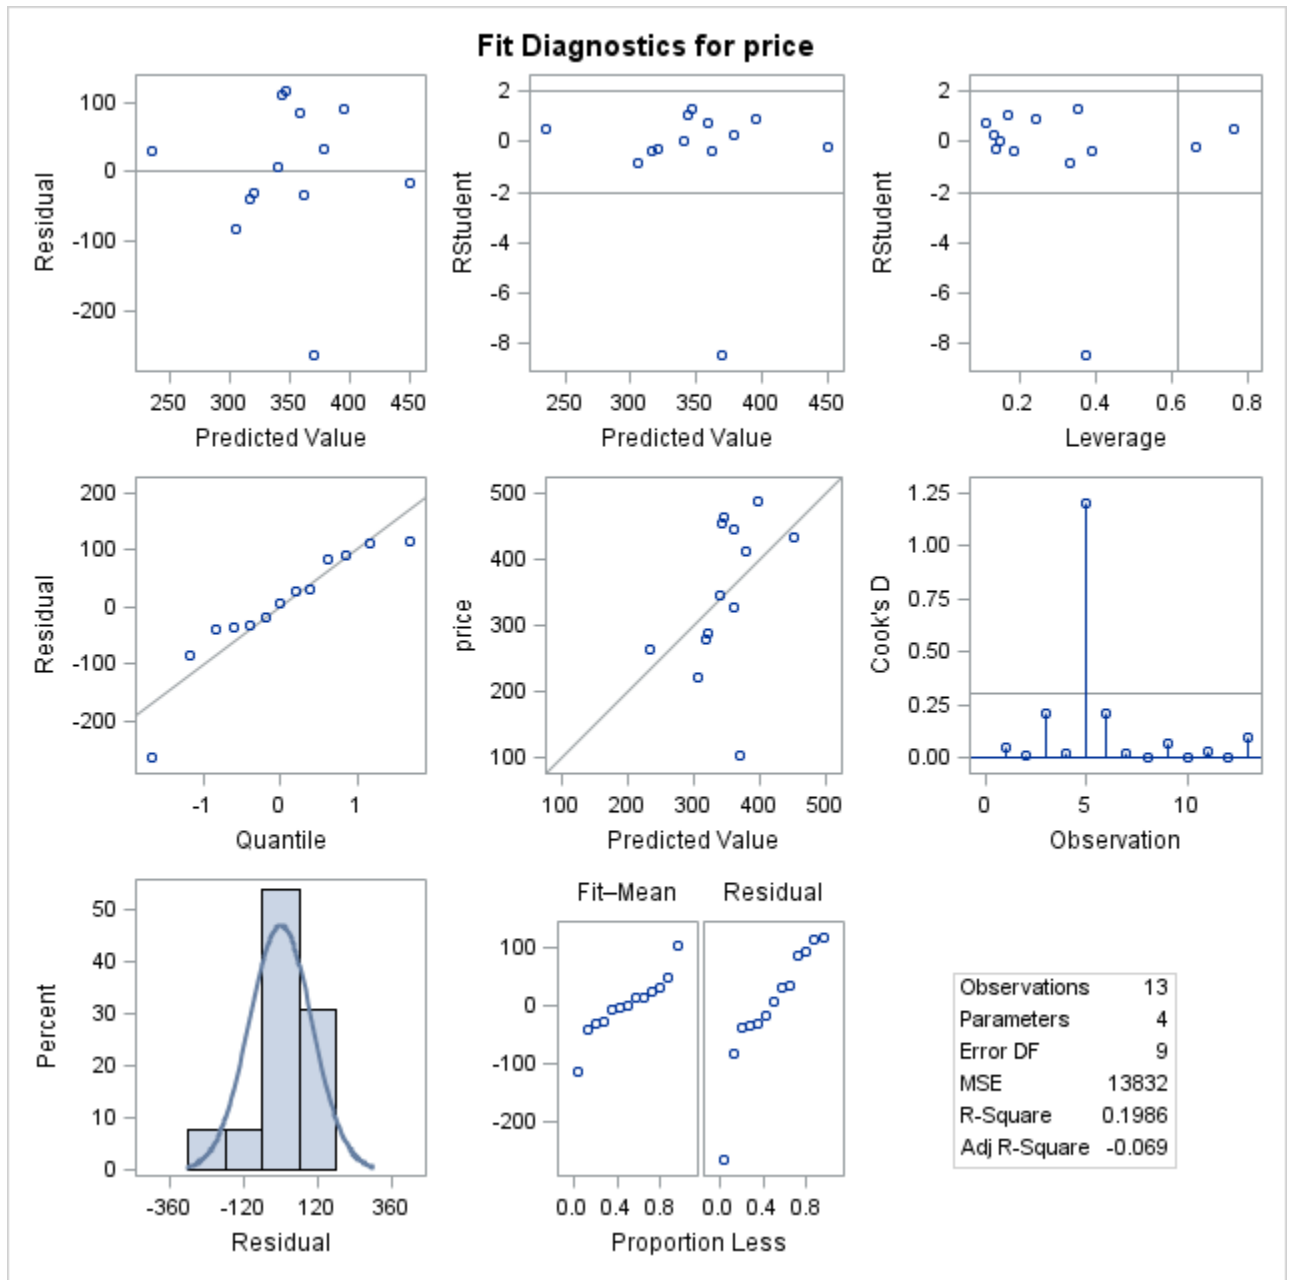 Fit Diagnostics for price
100
0
-100
-200
Residual
250 300 350 400 450
Predicted Value
2
0
-2
-4
-6
-8
RStudent
250 300 350 400 450
Predicted Value
2
0
-2
-4
-6
-8
RStudent
0.2 0.4 0.6 0.8
Leverage
200
100
0
-100
-200
Residual
-1 0 1
Quantile
500
400
300
200
100
price
100 200 300 400 500
Predicted Value
1.25
1.00
0.75
0.50
0.25
0.00
Cook's D
0 5 10
Observation
50
40
30
20
10
0
Percent
-360 -120 120 360
Residual
Fit–Mean Residual
100
0
-100
-200
0.0 0.4 0.8 0.0 0.4 0.8
Proportion Less
Observations 13
Parameters 4
Error DF 9
MSE 13832
R-Square 0.1986
Adj R-Square -0.069